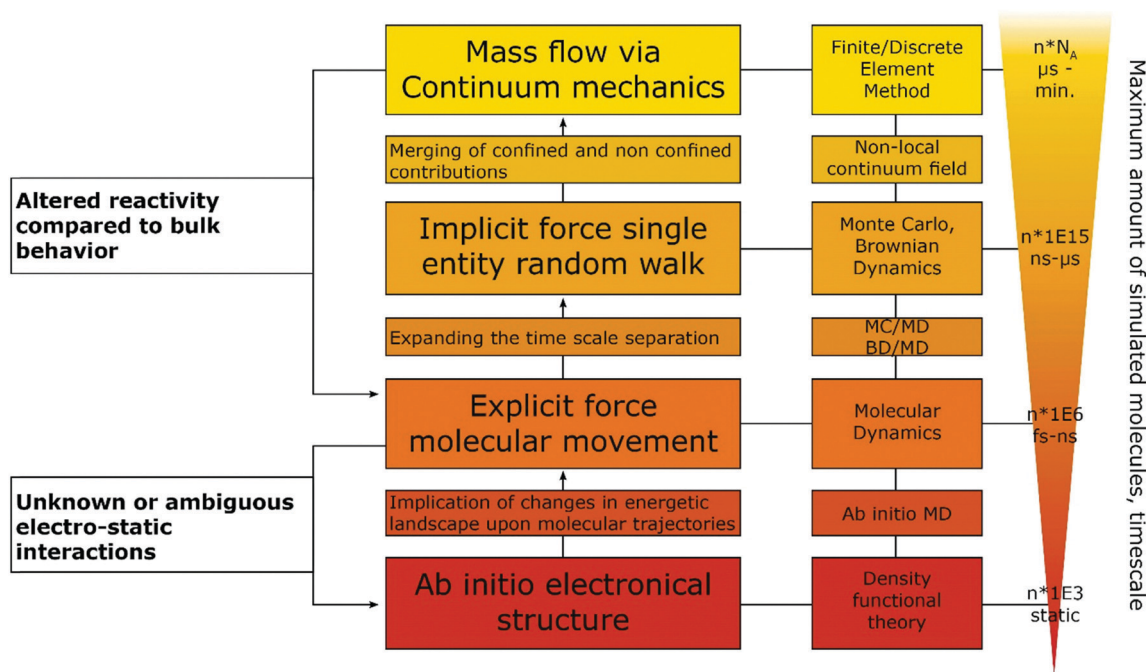 Mass flow via
Continuum mechanics
Finite/Discrete
Element
Method
n*N_A
µs -
min.
Merging of confined and non confined
contributions
Non-local
continuum field
Altered reactivity
compared to bulk
behavior
Implicit force single
entity random walk
Monte Carlo,
Brownian
Dynamics
n*1E15
ns-µs
Expanding the time scale separation
MC/MD
BD/MD
Explicit force
molecular movement
Molecular
Dynamics
n*1E6
fs-ns
Unknown or ambiguous
electro-static
interactions
Implication of changes in energetic
landscape upon molecular trajectories
Ab initio MD
Ab initio electronical
structure
Density
functional
theory
n*1E3
static
Maximum amount of simulated molecules, timescale